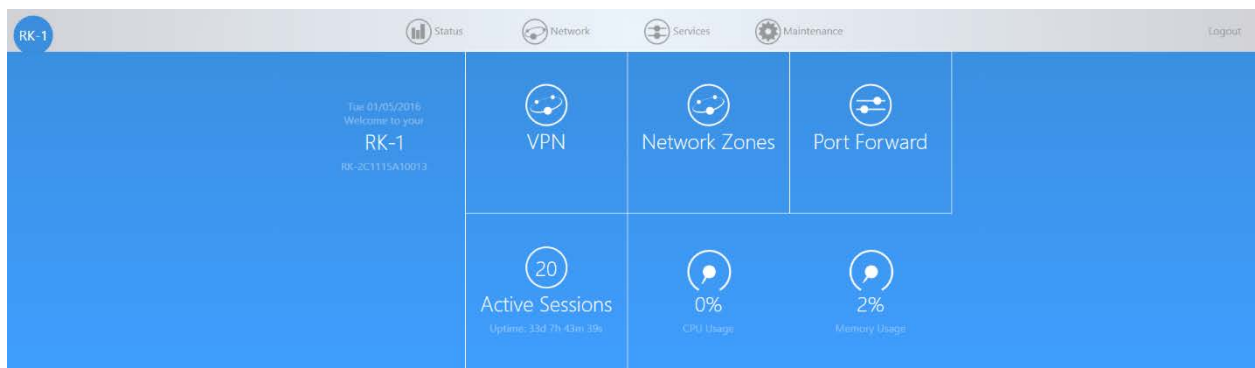 RK-1
Status
Network
Services
Maintenance
Logout
Tue 01/05/2016
Welcome to your
RK-1
RK-2C1115A10013
VPN
Network Zones
Port Forward
20
Active Sessions
Uptime: 33d 7h 43m 39s
0%
CPU Usage
2%
Memory Usage